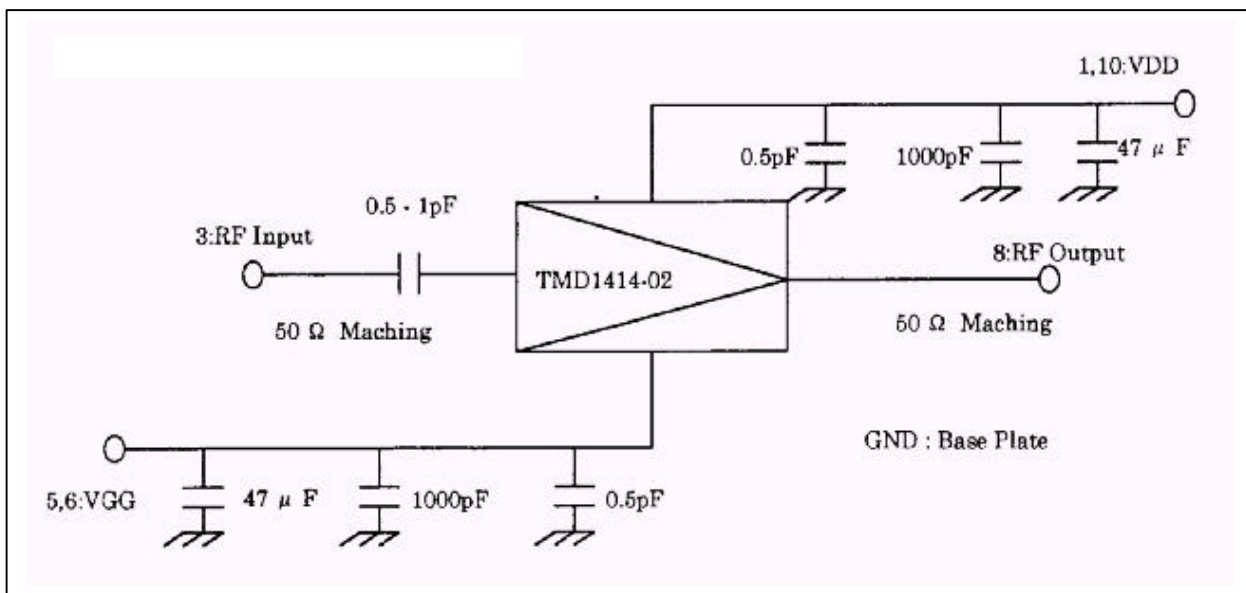 1,10:VDD
0.5pF
1000pF
47 μ F
0.5 - 1pF
3:RF Input
TMD1414-02
8:RF Output
50 Ω Maching
50 Ω Maching
GND : Base Plate
5,6:VGG
47 μ F
1000pF
0.5pF